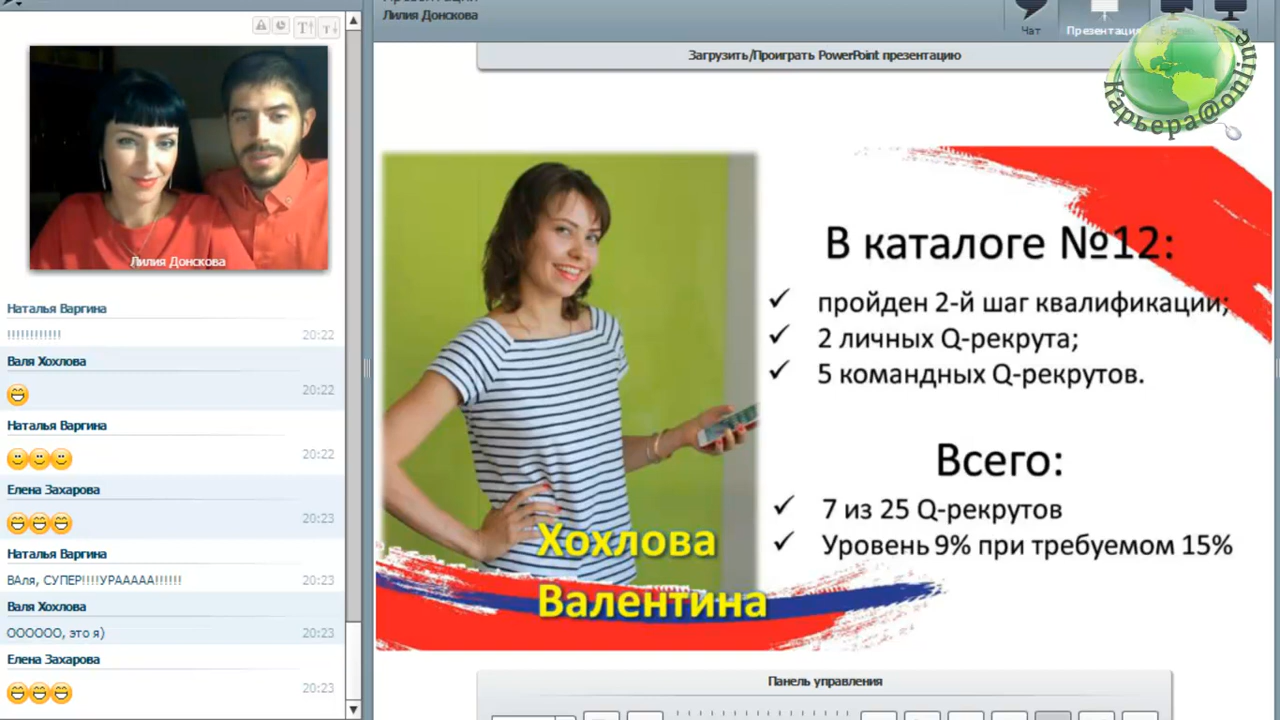 Лилия Донскова
Наталья Варгина
!!!!!!!!!!!!
20:22
Валя Хохлова
20:22
Наталья Варгина
20:22
Елена Захарова
20:23
Наталья Варгина
ВАля, СУПЕР!!!!УРААААА!!!!!!
20:23
Валя Хохлова
ОООООО, это я)
20:23
Елена Захарова
20:23
Лилия Донскова
Чат
Презентация
Загрузить/Проиграть PowerPoint презентацию
Карьера@online
В каталоге №12:
✓ пройден 2-й шаг квалификации;
✓ 2 личных Q-рекрута;
✓ 5 командных Q-рекрутов.
Всего:
✓ 7 из 25 Q-рекрутов
✓ Уровень 9% при требуемом 15%
Хохлова
Валентина
Панель управления